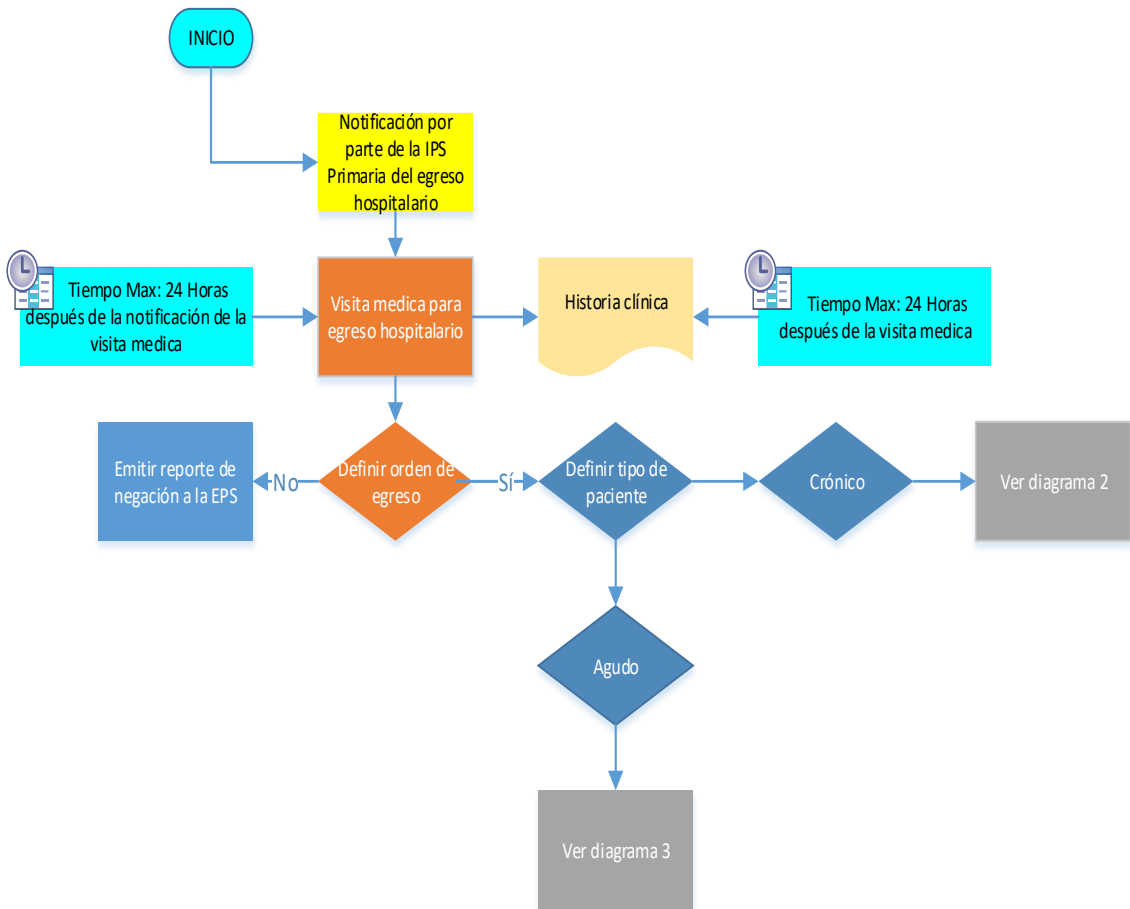 INICIO
Notificación por
parte de la IPS
Primaria del egreso
hospitalario
Tiempo Max: 24 Horas
después de la notificación de la
visita medica
Visita medica para
egreso hospitalario
Historia clínica
Tiempo Max: 24 Horas
después de la visita medica
Emitir reporte de
negación a la EPS
No
Definir orden de
egreso
Sí
Definir tipo de
paciente
Crónico
Ver diagrama 2
Agudo
Ver diagrama 3